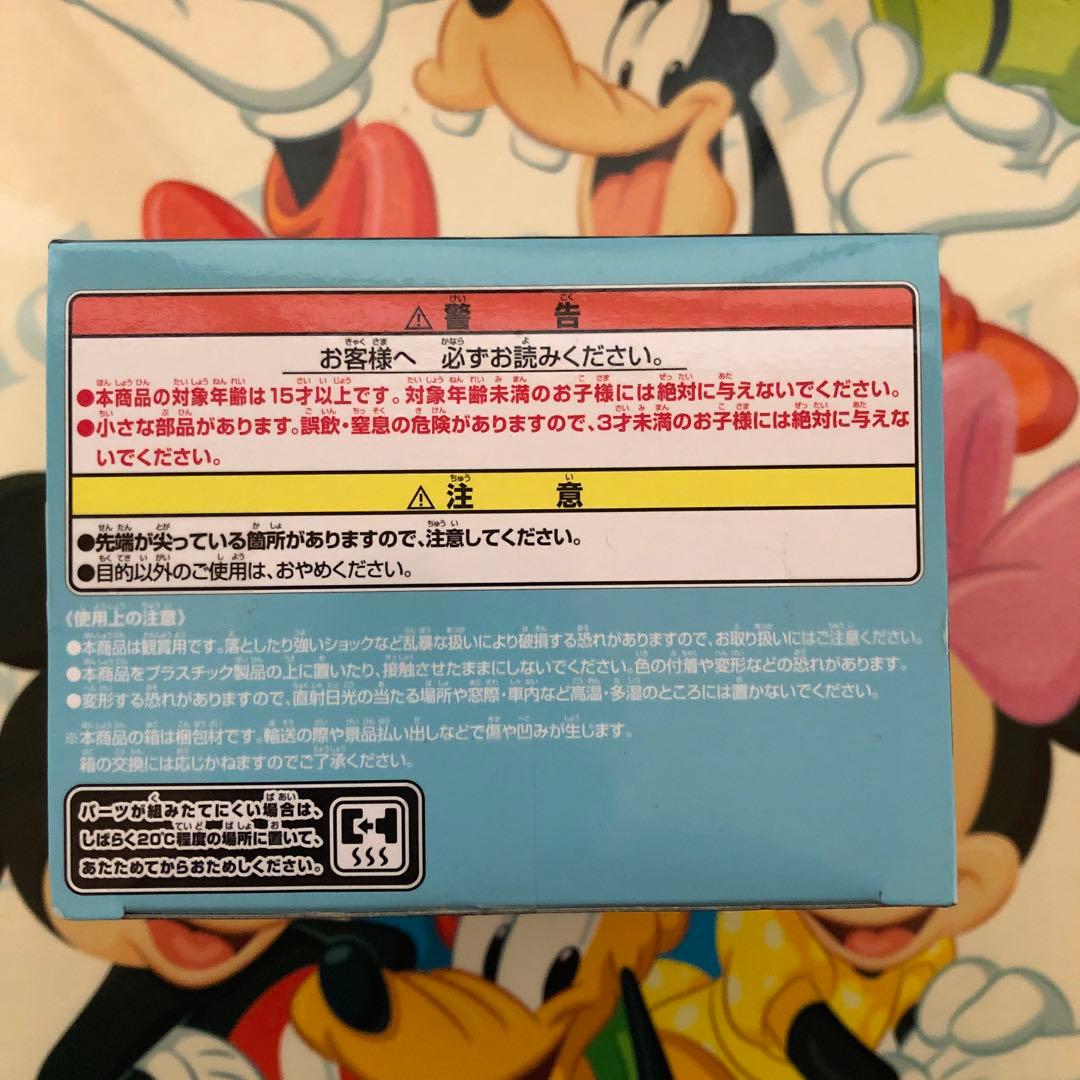 ⚠警告
お客様へ 必ずお読みください。
●本商品の対象年齢は15才以上です。対象年齢未満のお子様には絶対に与えないでください。
●小さな部品があります。誤飲・窒息の危険がありますので、3才未満のお子様には絶対に与えな
いでください。
⚠注意
●先端が尖っている箇所がありますので、注意してください。
●目的以外のご使用は、おやめください。
《使用上の注意》
●本商品は観賞用です。落としたり強いショックなど乱暴な扱いにより破損する恐れがありますので、お取り扱いにはご注意ください。
●本商品をプラスチック製品の上に置いたり、接触させたままにしないでください。色の付着や変形などの恐れがあります。
●変形する恐れがありますので、直射日光の当たる場所や窓際・車内など高温・多湿のところには置かないでください。
※本商品の箱は梱包材です。輸送の際や景品払い出しなどで傷や凹みが生じます。
箱の交換には応じかねますのでご了承ください。
パーツが組みたてにくい場合は、
しばらく20℃程度の場所に置いて、
あたためてからおためしください。